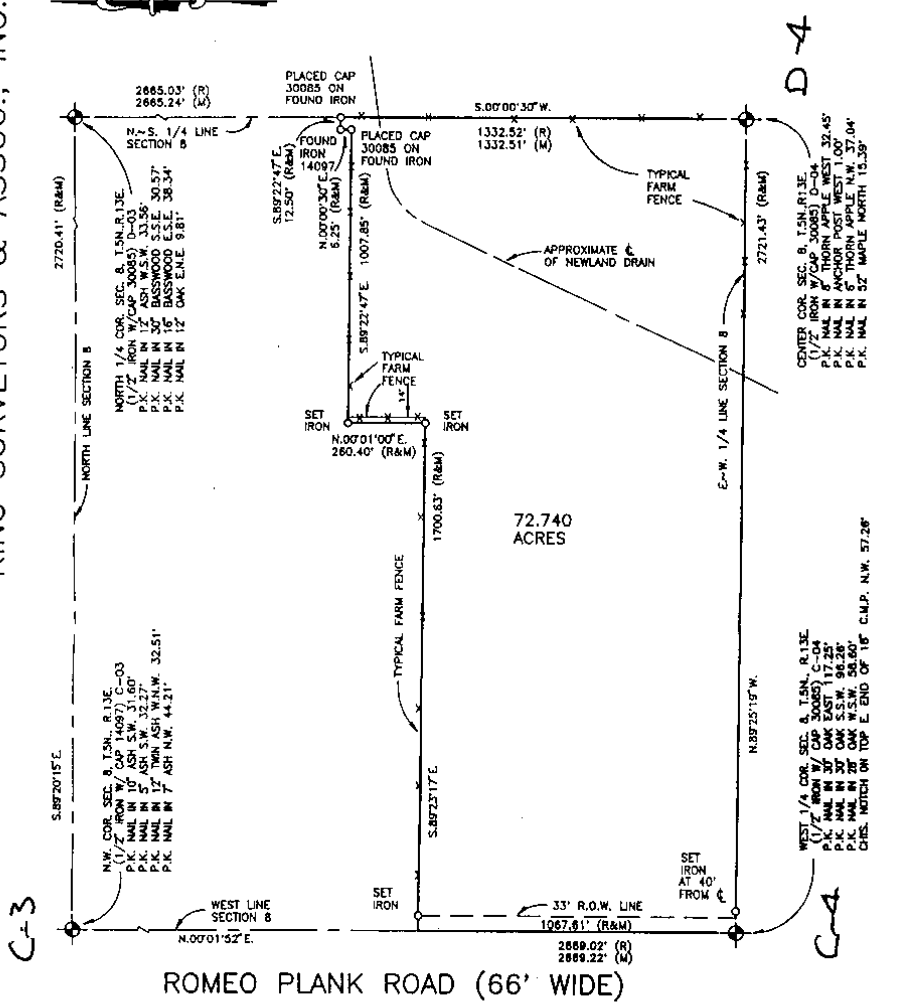 D-4
PLACED CAP
30085 ON
FOUND IRON
2665.03' (R)
2665.24' (M)
N.~S. 1/4 LINE
SECTION 8
S.00°00'30"W.
1332.52' (R)
1332.51' (M)
FOUND
IRON
14097
PLACED CAP
30085 ON
FOUND IRON
S.89°22'47"E.
12.50' (R&M)
N.00°00'30"E.
6.25' (R&M)
S.89°22'47"E. 1007.85' (R&M)
TYPICAL
FARM
FENCE
APPROXIMATE ℄
OF NEWLAND DRAIN
2720.41' (R&M)
NORTH 1/4 COR. SEC. 8, T.5N.,R.13E.
(1/2" IRON W/CAP 30085) D-03
P.K. NAIL IN 12" ASH W.S.W. 33.56'
P.K. NAIL IN 30" BASSWOOD S.S.E. 30.57'
P.K. NAIL IN 16" BASSWOOD E.S.E. 38.34'
P.K. NAIL IN 12" OAK E.N.E. 9.81'
2721.43' (R&M)
CENTER COR. SEC. 8, T.5N.,R.13E.
(1/2" IRON W/CAP 30085) D-04
P.K. NAIL IN 8" THORN APPLE WEST 32.45'
P.K. NAIL IN ANCHOR POST WEST 1.00'
P.K. NAIL IN 6" THORN APPLE N.W. 37.04'
P.K. NAIL IN 52" MAPLE NORTH 15.39'
TYPICAL
FARM
FENCE
14'
SET
IRON
SET
IRON
N.00°01'00"E.
260.40' (R&M)
NORTH LINE SECTION 8
E.~W. 1/4 LINE SECTION 8
1700.63' (R&M)
72.740
ACRES
KING SURVEYORS & ASSOC., INC.
TYPICAL FARM FENCE
S.89°20'15"E.
N.W. COR. SEC. 8, T.5N., R.13E.
(1/2" IRON W/ CAP 14097) C-03
P.K. NAIL IN 10" ASH S.W. 31.60'
P.K. NAIL IN 5" ASH S.W. 32.27'
P.K. NAIL IN 12" TWIN ASH W.N.W. 32.51'
P.K. NAIL IN 7" ASH N.W. 44.21'
S.89°23'17"E.
N.89°25'19"W.
WEST 1/4 COR. SEC. 8, T.5N., R.13E.
(1/2" IRON W/ CAP 30085) C-04
P.K. NAIL IN 30" OAK EAST 117.25'
P.K. NAIL IN 30" OAK S.S.W. 96.26'
P.K. NAIL IN 28" OAK W.S.W. 58.60'
CHIS. NOTCH ON TOP E. END OF 18" C.M.P. N.W. 57.26'
SET
IRON
AT 40'
FROM ℄
C-3
WEST LINE
SECTION 8
N.00°01'52"E.
SET
IRON
33' R.O.W. LINE
1067.61' (R&M)
2669.02' (R)
2669.22' (M)
C-4
ROMEO PLANK ROAD (66' WIDE)